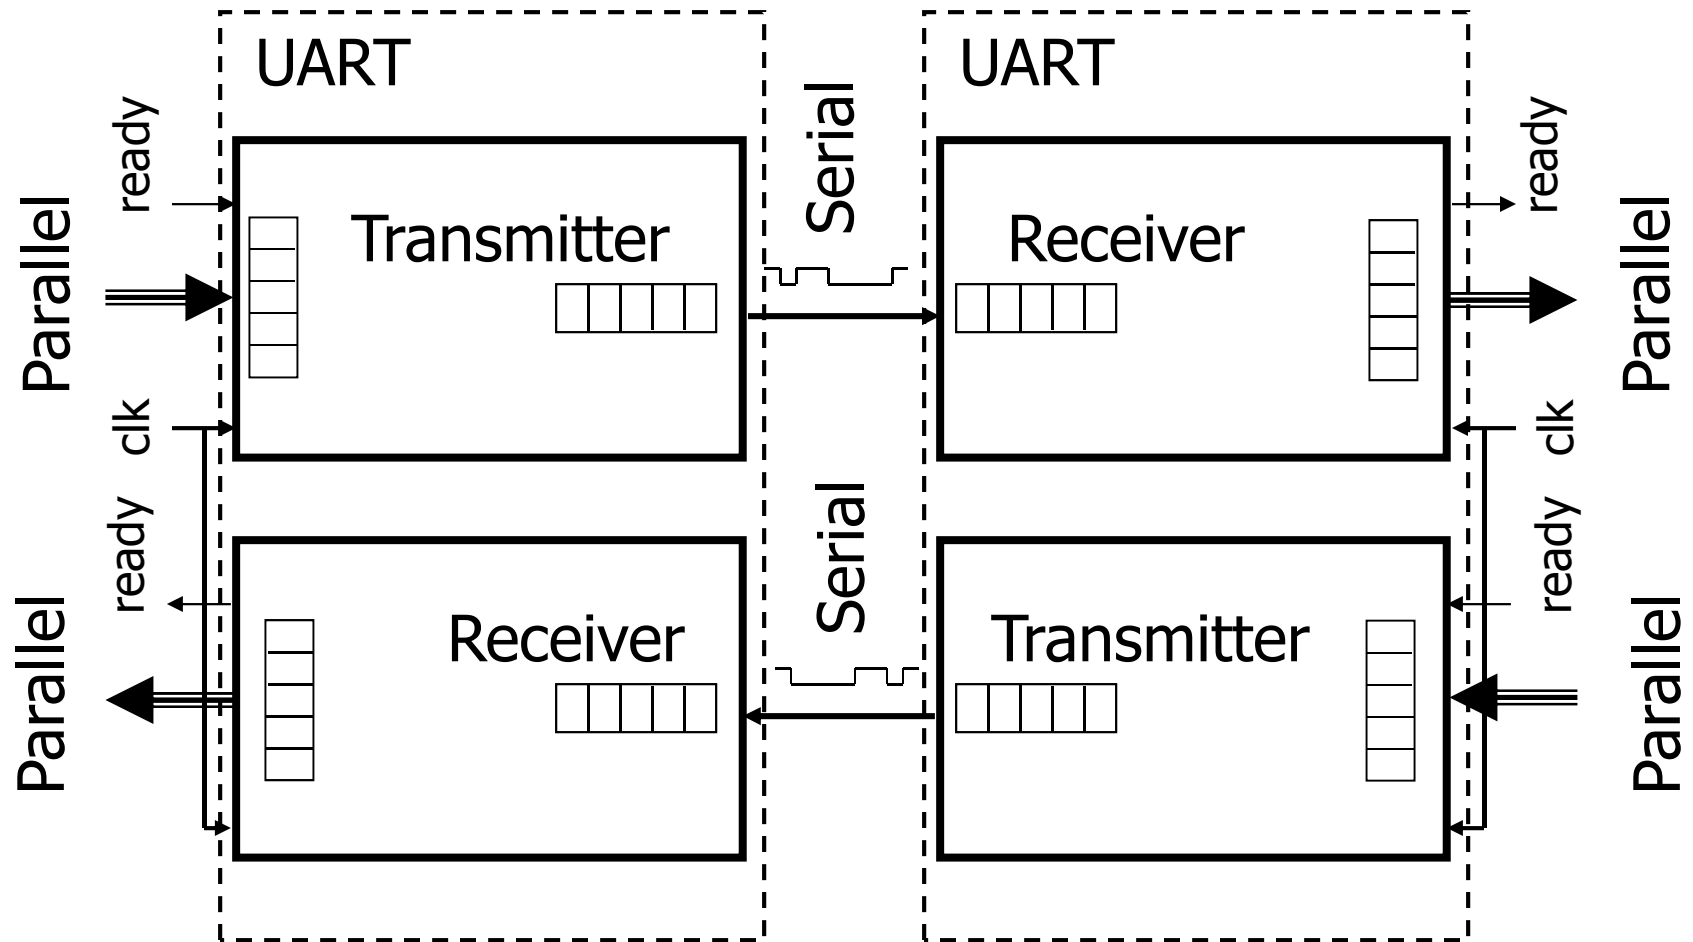 UART
UART
Serial
ready
ready
Parallel
Transmitter
Receiver
Parallel
clk
clk
Serial
ready
ready
Parallel
Receiver
Transmitter
Parallel